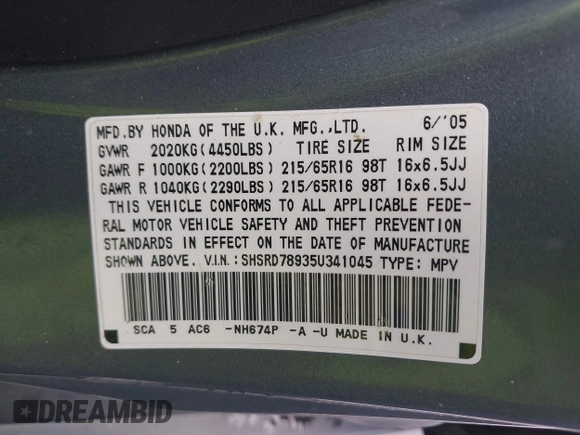 MFD.BY HONDA OF THE U.K. MFG.,LTD. 6/'05
GVWR 2020KG(4450LBS) TIRE SIZE RIM SIZE
GAWR F 1000KG(2200LBS) 215/65R16 98T 16x6.5JJ
GAWR R 1040KG(2290LBS) 215/65R16 98T 16x6.5JJ
THIS VEHICLE CONFORMS TO ALL APPLICABLE FEDE-
RAL MOTOR VEHICLE SAFETY AND THEFT PREVENTION
STANDARDS IN EFFECT ON THE DATE OF MANUFACTURE
SHOWN ABOVE. V.I.N.: SHSRD78935U341045 TYPE: MPV
SCA 5 AC6 -NH674P -A -U MADE IN U.K.
DREAMBID